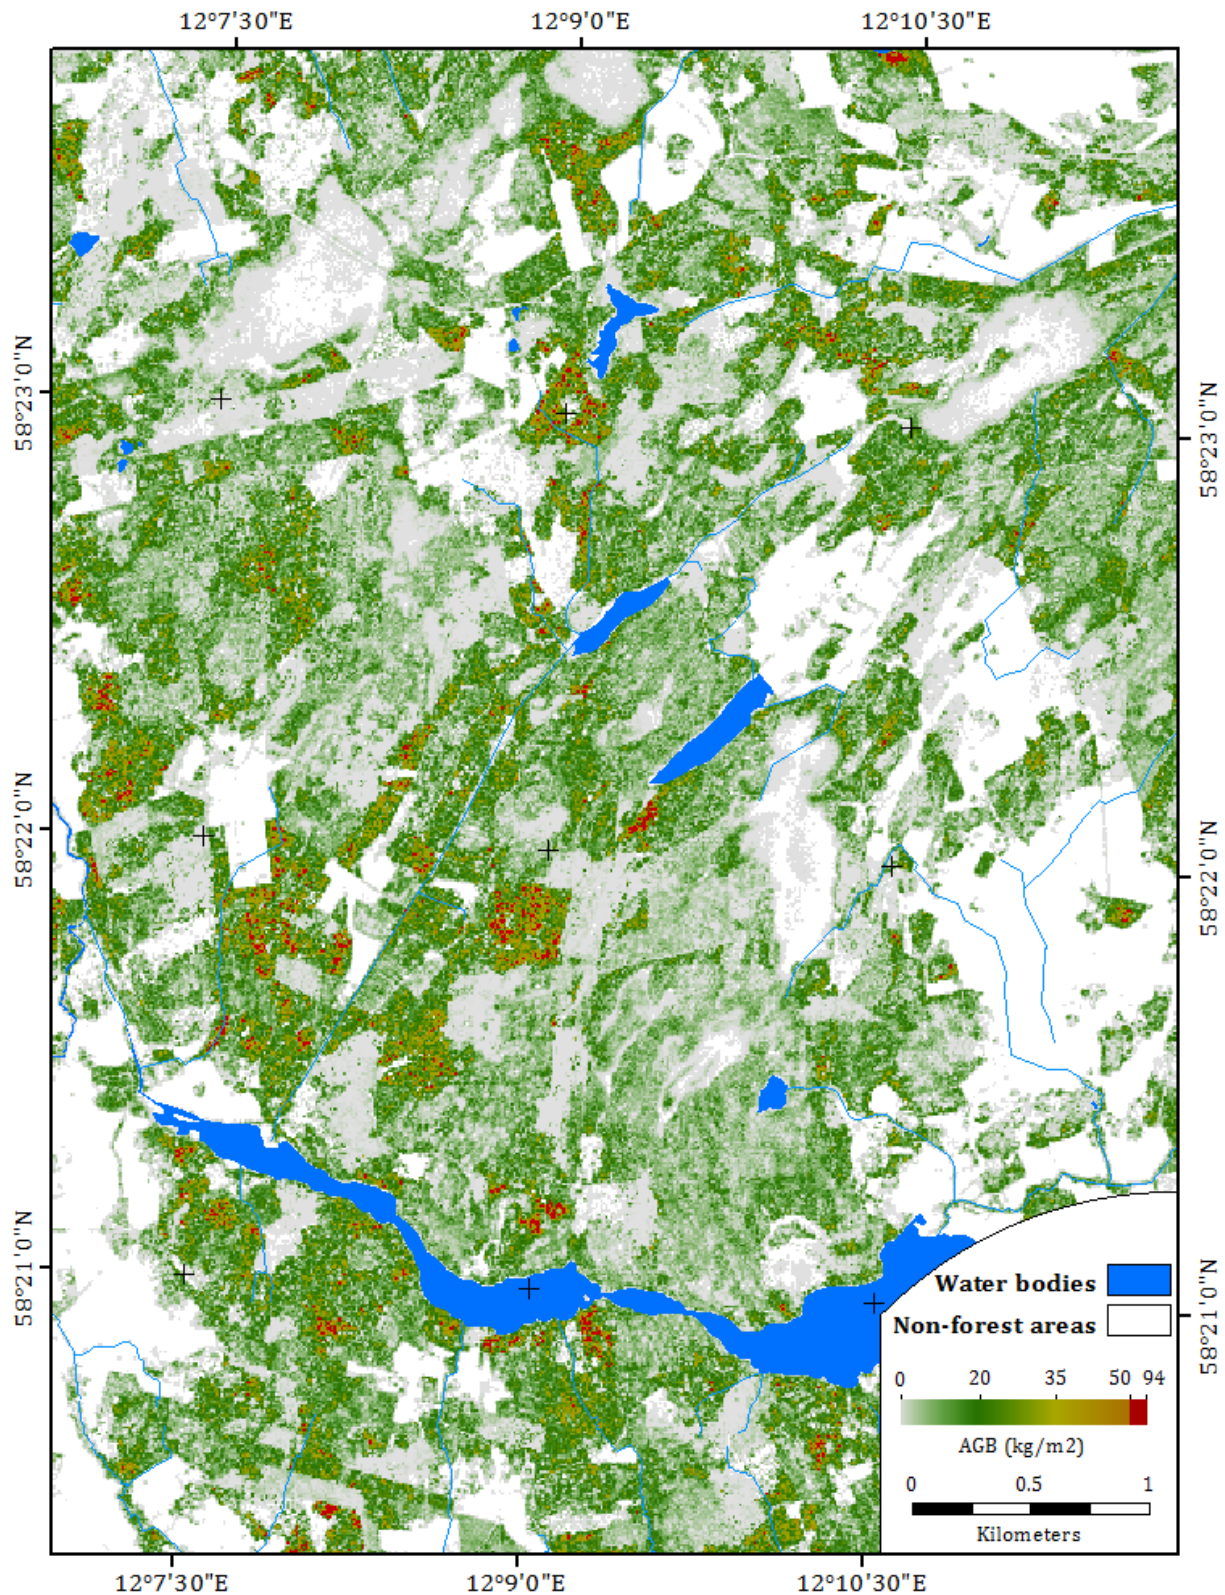 12°7'30"E 12°9'0"E 12°10'30"E
58°23'0"N
58°23'0"N
58°22'0"N
58°22'0"N
58°21'0"N
58°21'0"N
Water bodies
Non-forest areas
0 20 35 50 94
AGB (kg/m2)
0 0.5 1
Kilometers
12°7'30"E 12°9'0"E 12°10'30"E